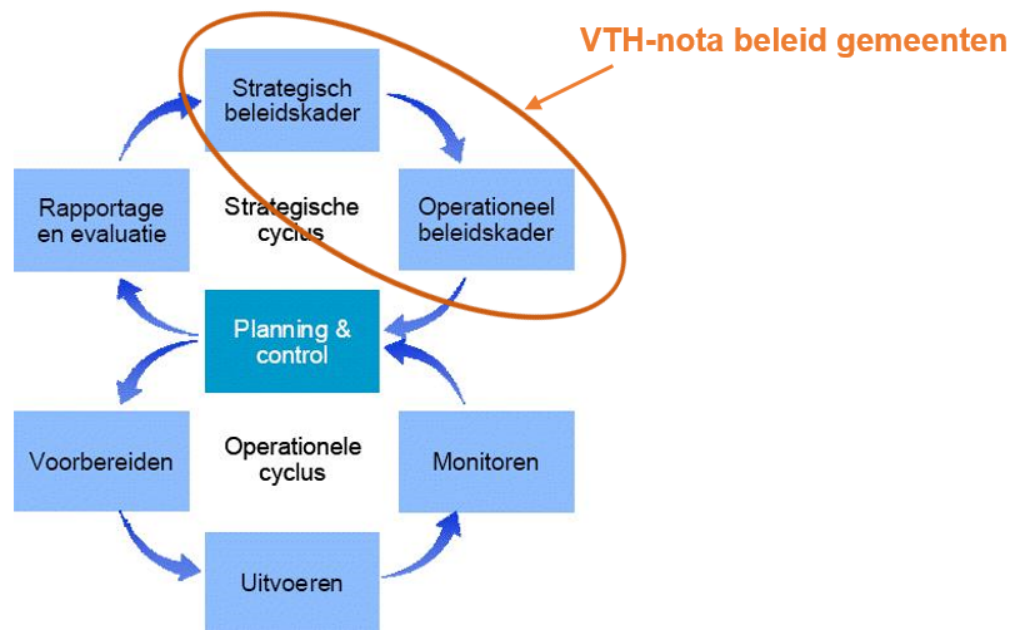 VTH-nota beleid gemeenten
Strategisch
beleidskader
Rapportage
en evaluatie
Strategische
cyclus
Operationeel
beleidskader
Planning &
control
Voorbereiden
Operationele
cyclus
Monitoren
Uitvoeren